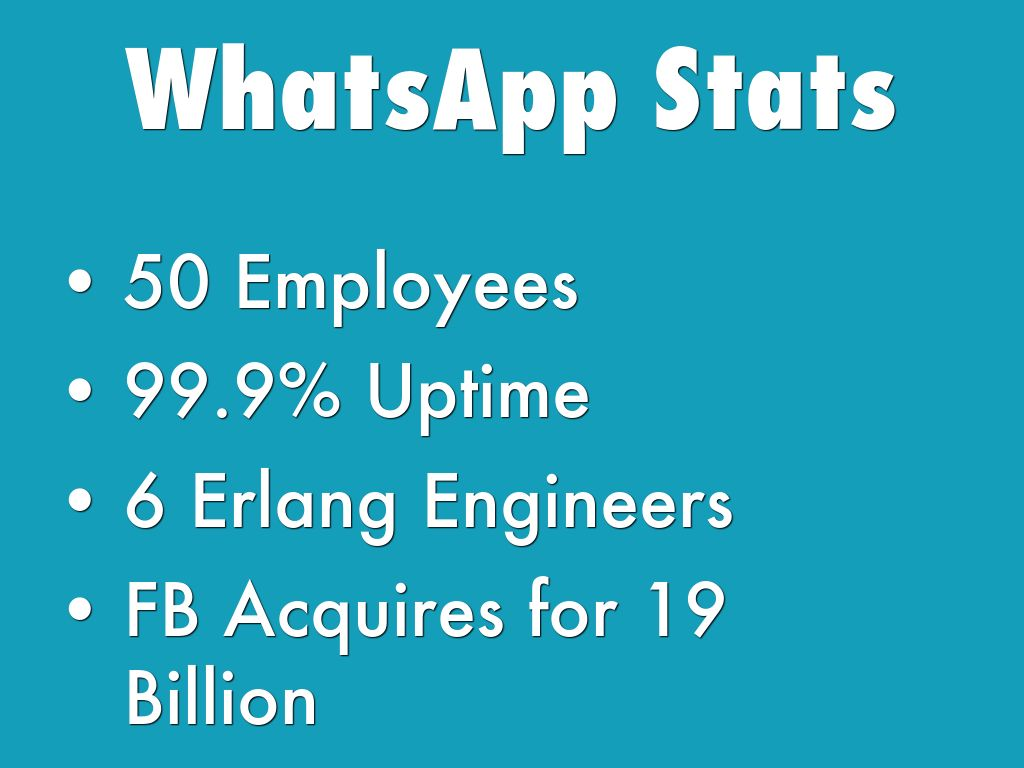 WhatsApp Stats
• 50 Employees
• 99.9% Uptime
• 6 Erlang Engineers
• FB Acquires for 19
Billion